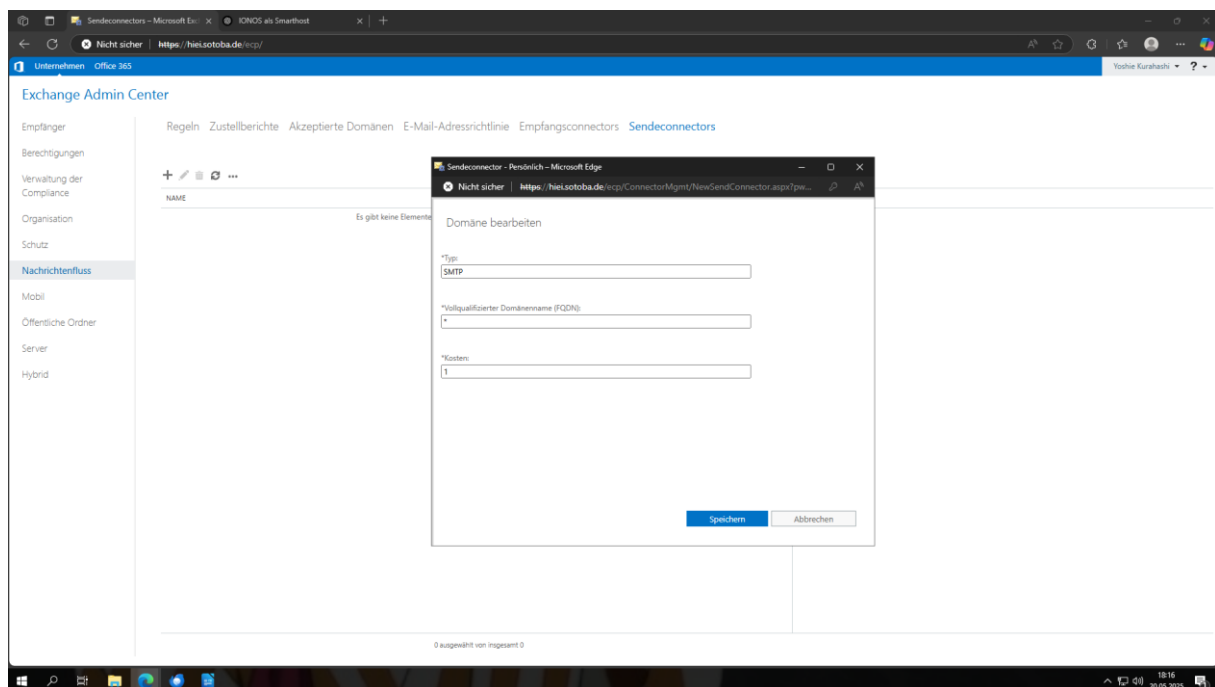 Sendeconnectors – Microsoft Exc
IONOS als Smarthost
Nicht sicher https://hiei.sotoba.de/ecp/
Unternehmen Office 365
Yoshie Kurahashi ?
Exchange Admin Center
Empfänger
Berechtigungen
Verwaltung der
Compliance
Organisation
Schutz
Nachrichtenfluss
Mobil
Öffentliche Ordner
Server
Hybrid
Regeln Zustellberichte Akzeptierte Domänen E-Mail-Adressrichtlinie Empfangsconnectors Sendeconnectors
NAME
Es gibt keine Elemente
Sendeconnector - Persönlich – Microsoft Edge
Nicht sicher https://hiei.sotoba.de/ecp/ConnectorMgmt/NewSendConnector.aspx?pw...
Domäne bearbeiten
*Typ:
SMTP
*Vollqualifizierter Domänenname (FQDN):
*
*Kosten:
1
Speichern Abbrechen
0 ausgewählt von insgesamt 0
18:16
20.05.2025